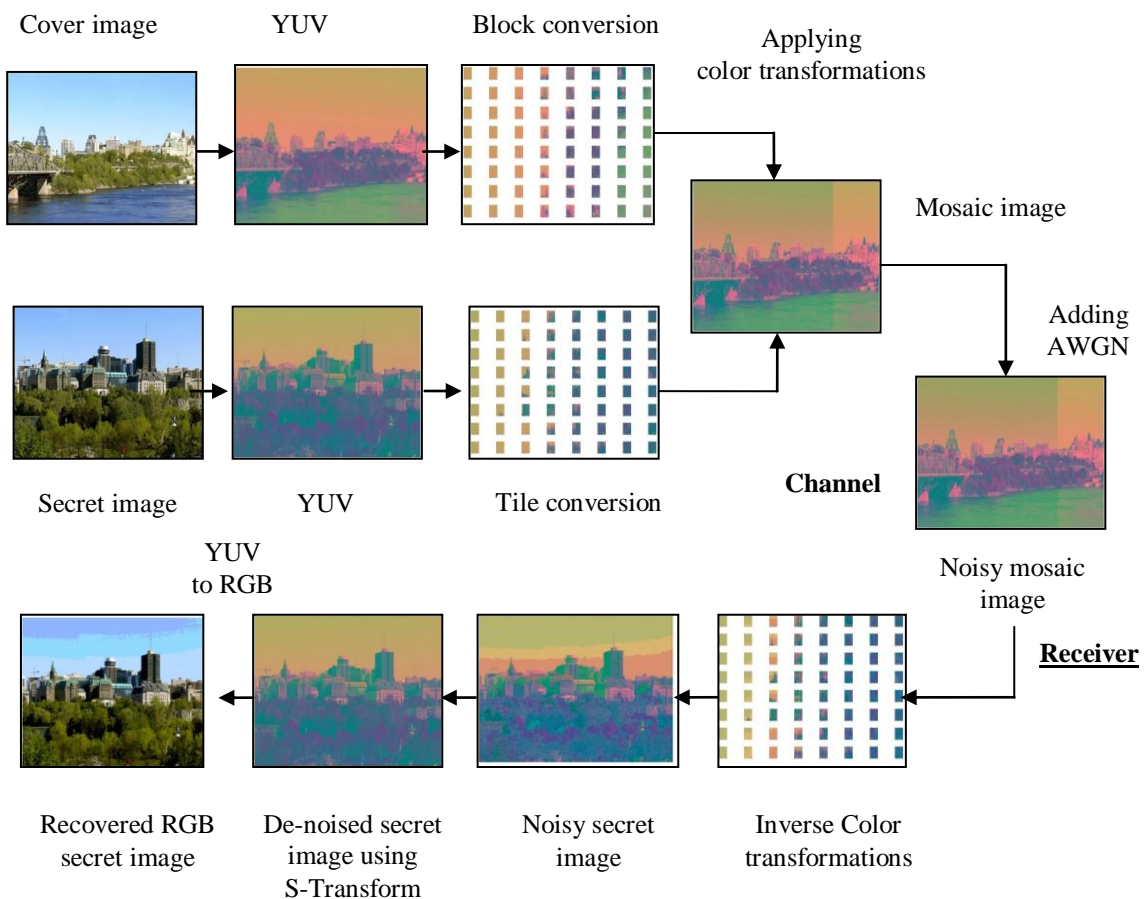 Cover image
YUV
Block conversion
Applying
color transformations
Mosaic image
Adding
AWGN
Channel
Secret image
YUV
Tile conversion
YUV
to RGB
Noisy mosaic
image
Receiver
Recovered RGB
secret image
De-noised secret
image using
S-Transform
Noisy secret
image
Inverse Color
transformations